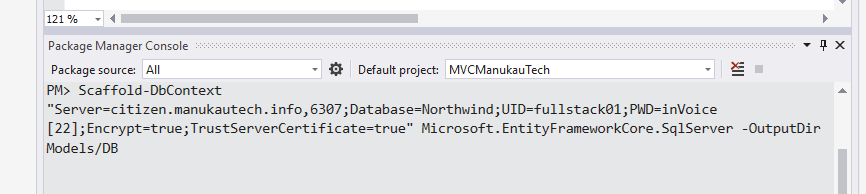 121 %
Package Manager Console
Package source: All Default project: MVCManukauTech
PM> Scaffold-DbContext
"Server=citizen.manukautech.info,6307;Database=Northwind;UID=fullstack01;PWD=inVoice
[22];Encrypt=true;TrustServerCertificate=true" Microsoft.EntityFrameworkCore.SqlServer -OutputDir
Models/DB